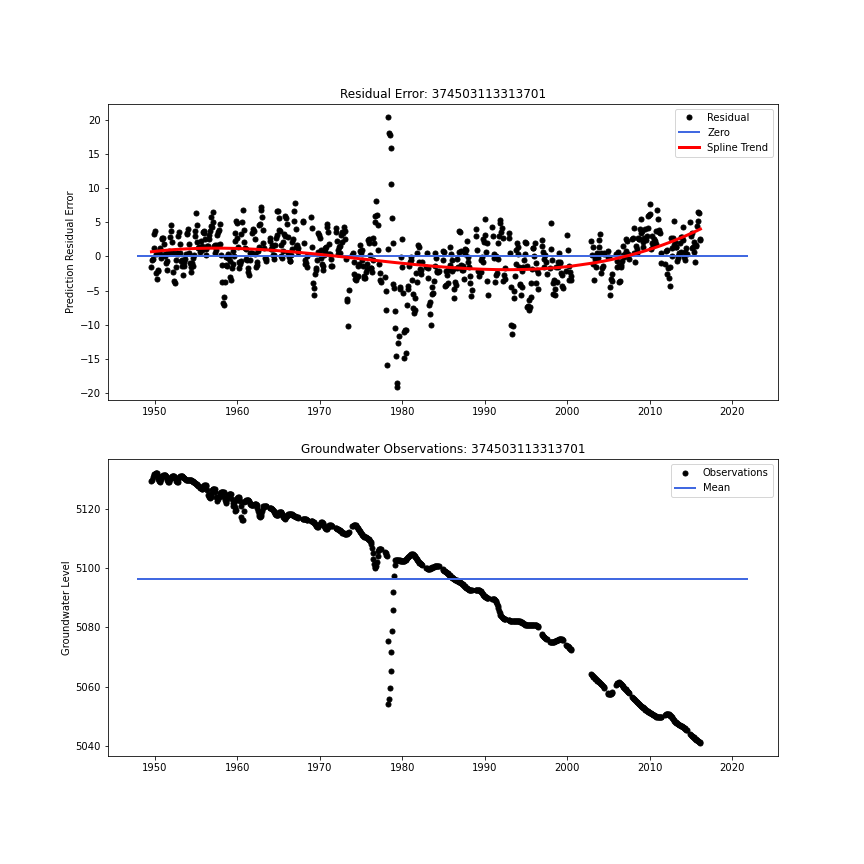 Residual Error: 374503113313701
Prediction Residual Error
20
15
10
5
0
−5
−10
−15
−20
Residual
Zero
Spline Trend
1950 1960 1970 1980 1990 2000 2010 2020
Groundwater Observations: 374503113313701
Groundwater Level
5120
5100
5080
5060
5040
Observations
Mean
1950 1960 1970 1980 1990 2000 2010 2020